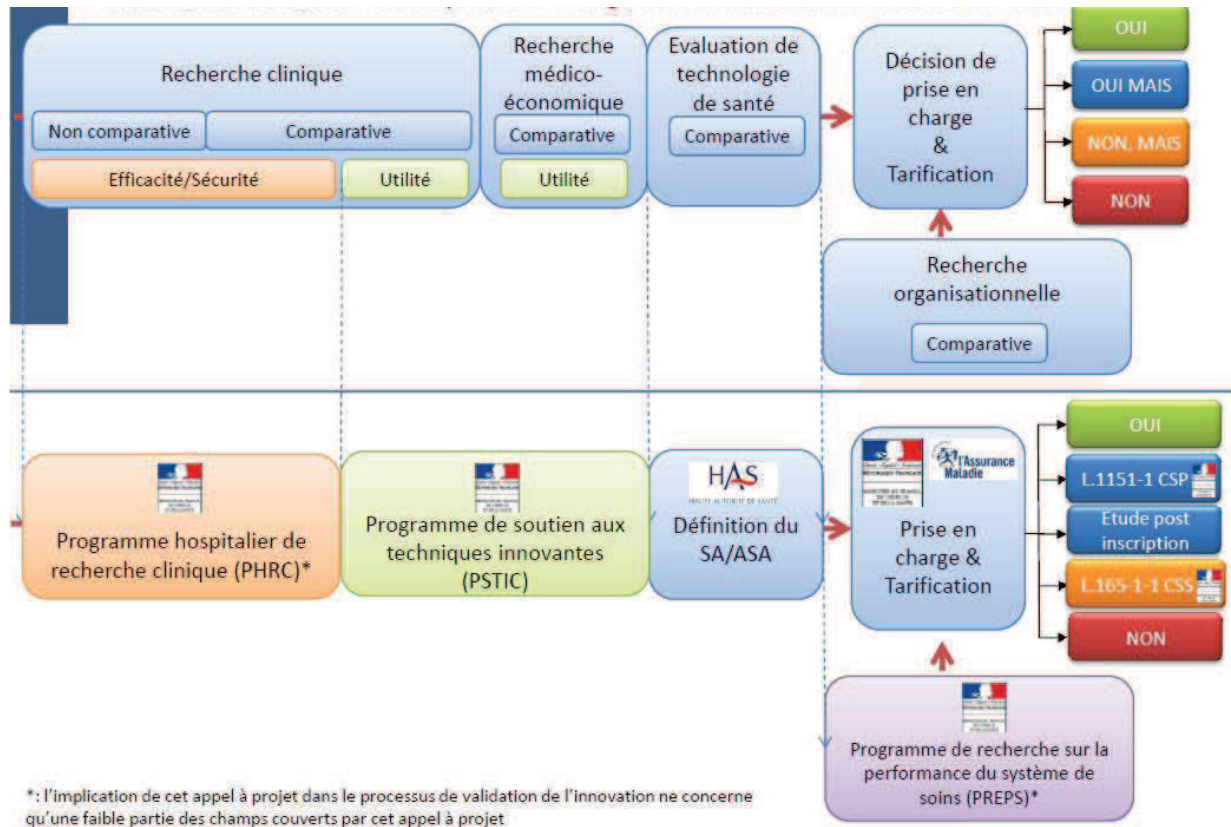 Recherche clinique
Non comparative
Comparative
Efficacité/Sécurité
Utilité
Recherche
médico-
économique
Comparative
Utilité
Evaluation de
technologie
de santé
Comparative
Décision de
prise en
charge
&
Tarification
OUI
OUI MAIS
NON, MAIS
NON
Recherche
organisationnelle
Comparative
Programme hospitalier de
recherche clinique (PHRC)*
Programme de soutien aux
techniques innovantes
(PSTIC)
HAS
HAUTE AUTORITÉ DE SANTÉ
Définition du
SA/ASA
l'Assurance
Maladie
Prise en
charge &
Tarification
OUI
L.1151-1 CSP
Etude post
inscription
L.165-1-1 CSS
NON
Programme de recherche sur la
performance du système de
soins (PREPS)*
*: l'implication de cet appel à projet dans le processus de validation de l'innovation ne concerne
qu'une faible partie des champs couverts par cet appel à projet